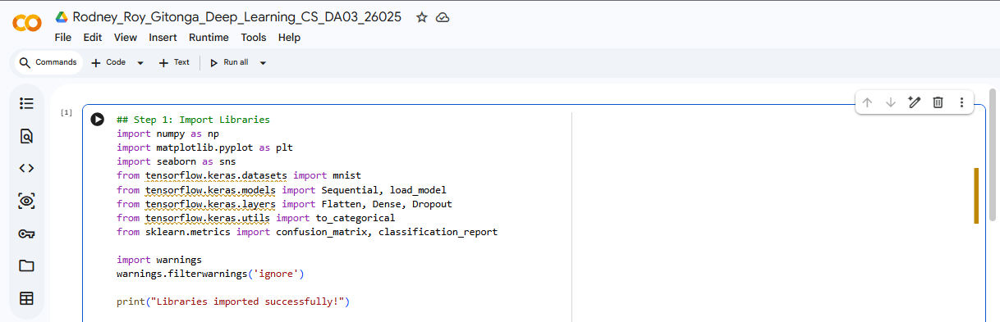 Rodney_Roy_Gitonga_Deep_Learning_CS_DA03_26025
File Edit View Insert Runtime Tools Help
Commands + Code + Text Run all
[1]
## Step 1: Import Libraries
import numpy as np
import matplotlib.pyplot as plt
import seaborn as sns
from tensorflow.keras.datasets import mnist
from tensorflow.keras.models import Sequential, load_model
from tensorflow.keras.layers import Flatten, Dense, Dropout
from tensorflow.keras.utils import to_categorical
from sklearn.metrics import confusion_matrix, classification_report
import warnings
warnings.filterwarnings('ignore')
print("Libraries imported successfully!")